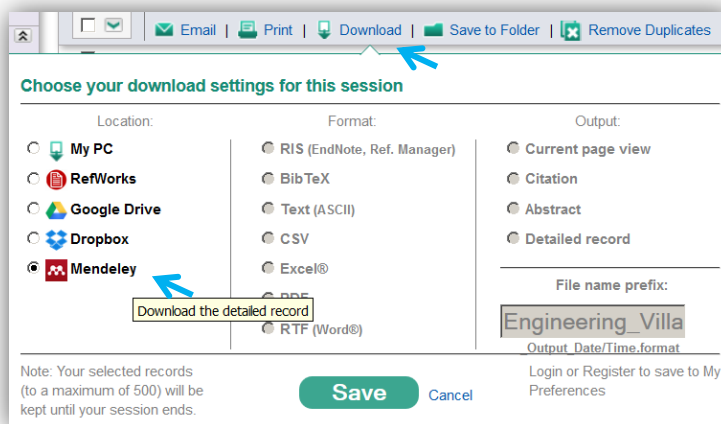 Email | Print | Download | Save to Folder | Remove Duplicates
Choose your download settings for this session
Location:
My PC
RefWorks
Google Drive
Dropbox
Mendeley
Download the detailed record
Format:
RIS (EndNote, Ref. Manager)
BibTeX
Text (ASCII)
CSV
Excel®
PDF
RTF (Word®)
Output:
Current page view
Citation
Abstract
Detailed record
File name prefix:
Engineering_Villa
_Output_Date/Time.format
Note: Your selected records
(to a maximum of 500) will be
kept until your session ends.
Save
Cancel
Login or Register to save to My
Preferences